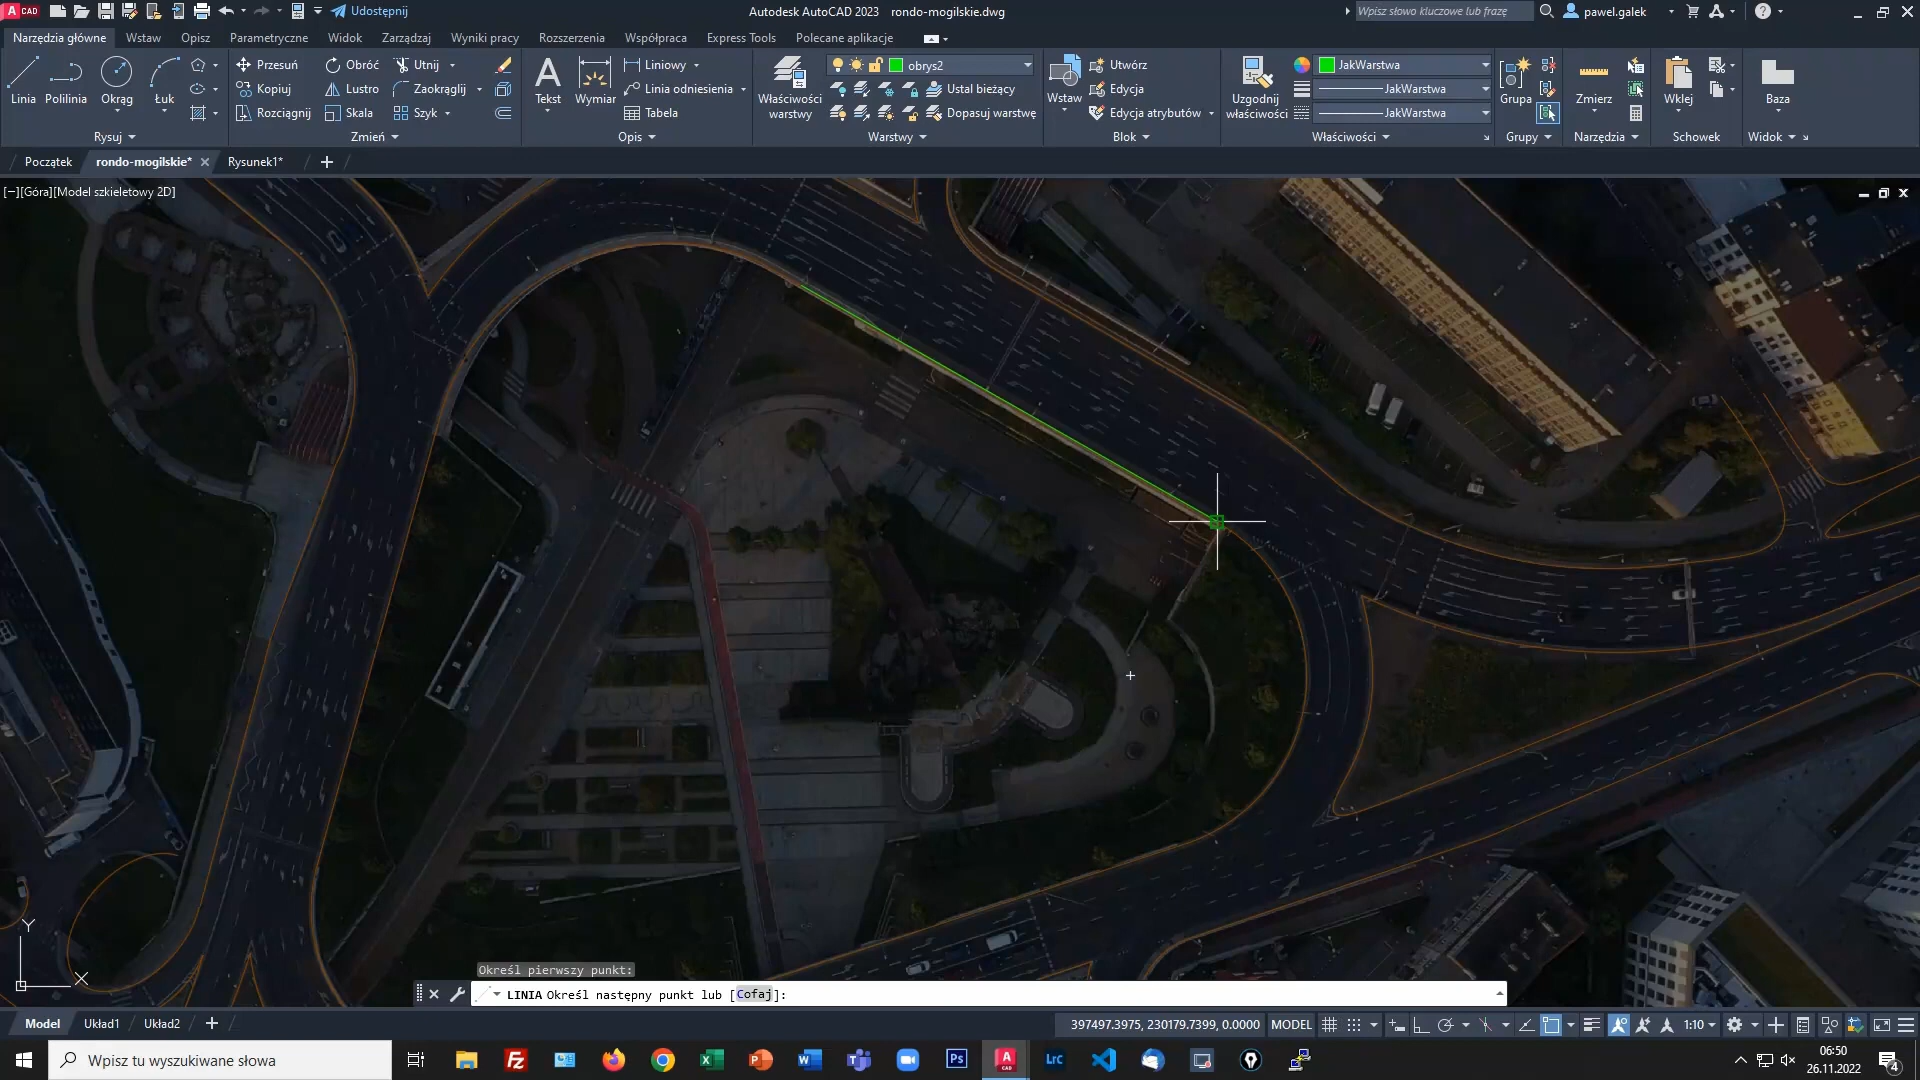 A CAD Udostępnij Autodesk AutoCAD 2023 rondo-mogilskie.dwg Wpisz słowo kluczowe lub frazę pawel.galek
Narzędzia główne Wstaw Opisz Parametryczne Widok Zarządzaj Wyniki pracy Rozszerzenia Współpraca Express Tools Polecane aplikacje
Linia Polilinia Okrąg Łuk
Przesuń Obróć Utnij
Kopiuj Lustro Zaokrąglij
Rozciągnij Skala Szyk
Tekst Wymiar
Liniowy
Linia odniesienia
Tabela
Właściwości warstwy
obrys2
Ustal bieżący
Dopasuj warstwę
Wstaw
Utwórz
Edycja
Edycja atrybutów
Uzgodnij właściwości
JakWarstwa
JakWarstwa
JakWarstwa
Grupa Zmierz Wklej Baza
Rysuj Zmień Opis Warstwy Blok Właściwości Grupy Narzędzia Schowek Widok
Początek rondo-mogilskie* Rysunek1*
[−][Góra][Model szkieletowy 2D]
Y
X
Określ pierwszy punkt:
LINIA Określ następny punkt lub [Cofaj]:
Model Układ1 Układ2 397497.3975, 230179.7399, 0.0000 MODEL 1:10
Wpisz tu wyszukiwane słowa
Ps
A CAD
Lrc
06:50
26.11.2022
4